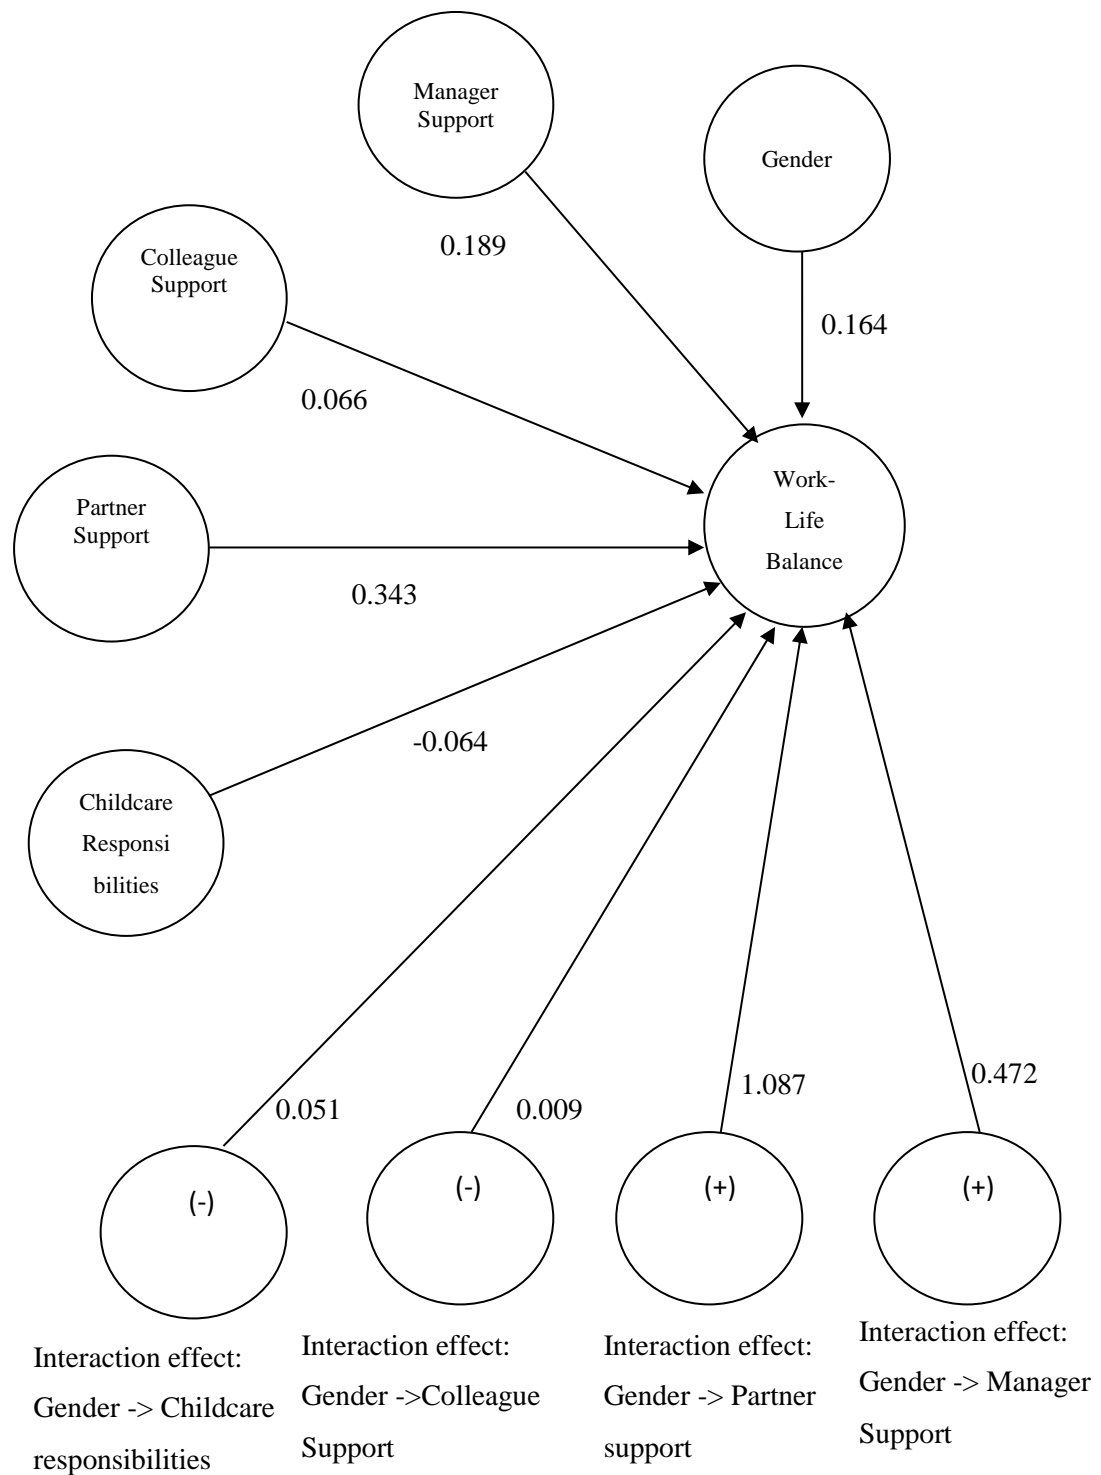 Manager
Support
Gender
0.189
Colleague
Support
0.164
0.066
Work-
Life
Balance
Partner
Support
0.343
-0.064
Childcare
Responsi
bilities
0.051
0.009
1.087
0.472
(-)
(-)
(+)
(+)
Interaction effect:
Gender -> Childcare
responsibilities
Interaction effect:
Gender ->Colleague
Support
Interaction effect:
Gender -> Partner
support
Interaction effect:
Gender -> Manager
Support